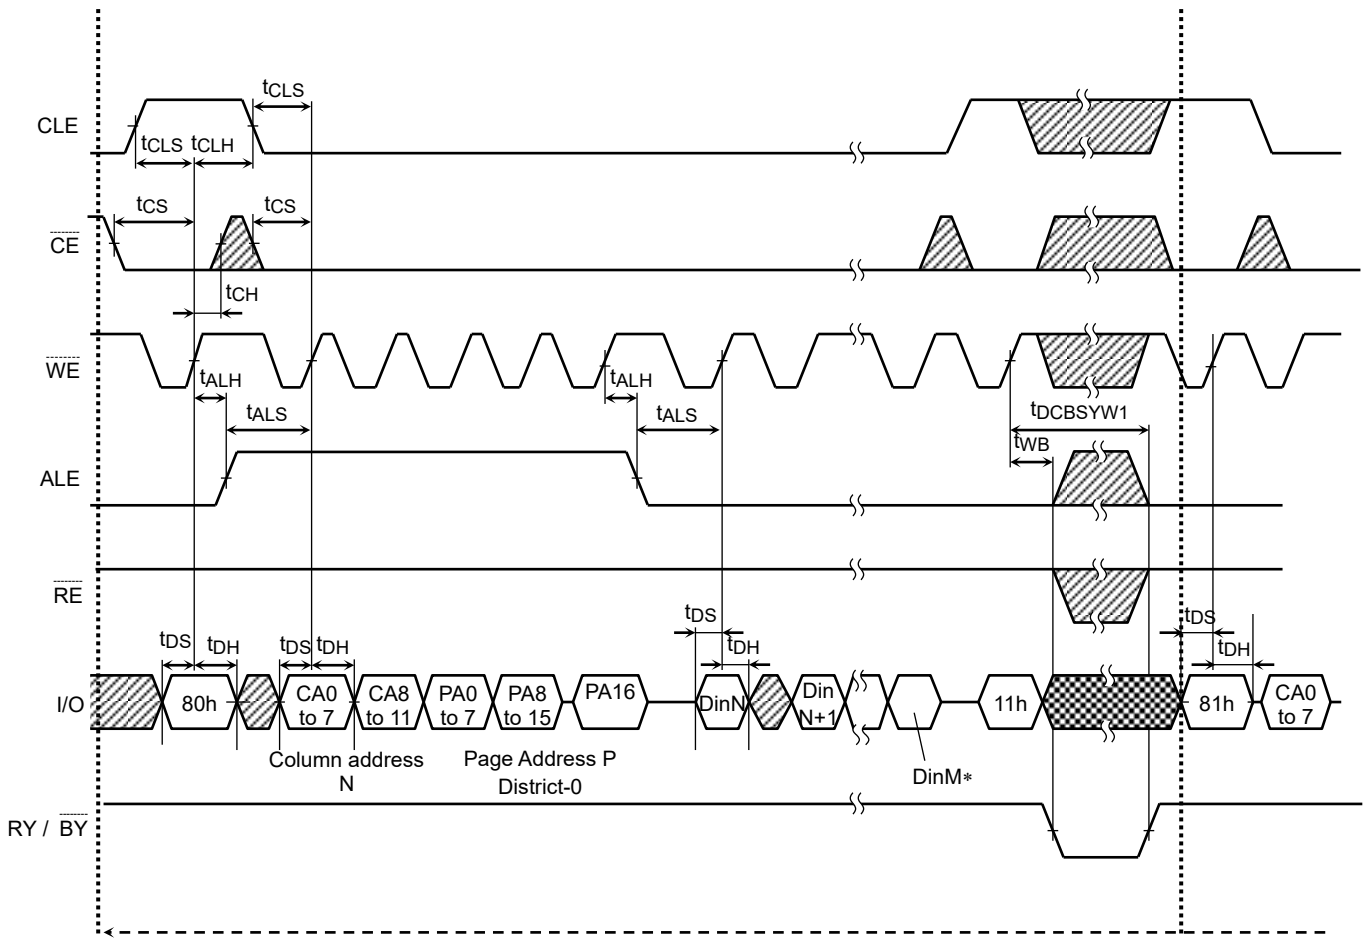 tCLS
CLE
tCLS tCLH
tCS tCS
CE
tCH
WE
tALH tALH
tALS tALS tDCBSYW1
tWB
ALE
RE
tDS tDH tDS tDH tDS tDH tDS tDH
I/O
80h
CA0 to 7
CA8 to 11
PA0 to 7
PA8 to 15
PA16
DinN
Din N+1
11h
81h
CA0 to 7
Column address
N
Page Address P
District-0
DinM*
RY / BY